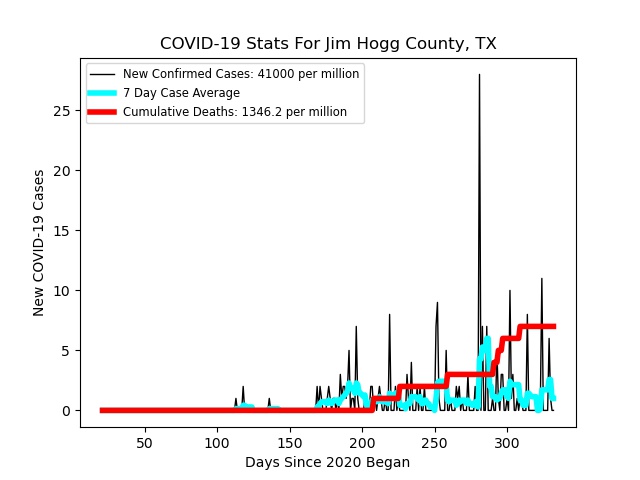 COVID-19 Stats For Jim Hogg County, TX
New Confirmed Cases: 41000 per million
7 Day Case Average
Cumulative Deaths: 1346.2 per million
New COVID-19 Cases
25
20
15
10
5
0
50 100 150 200 250 300
Days Since 2020 Began